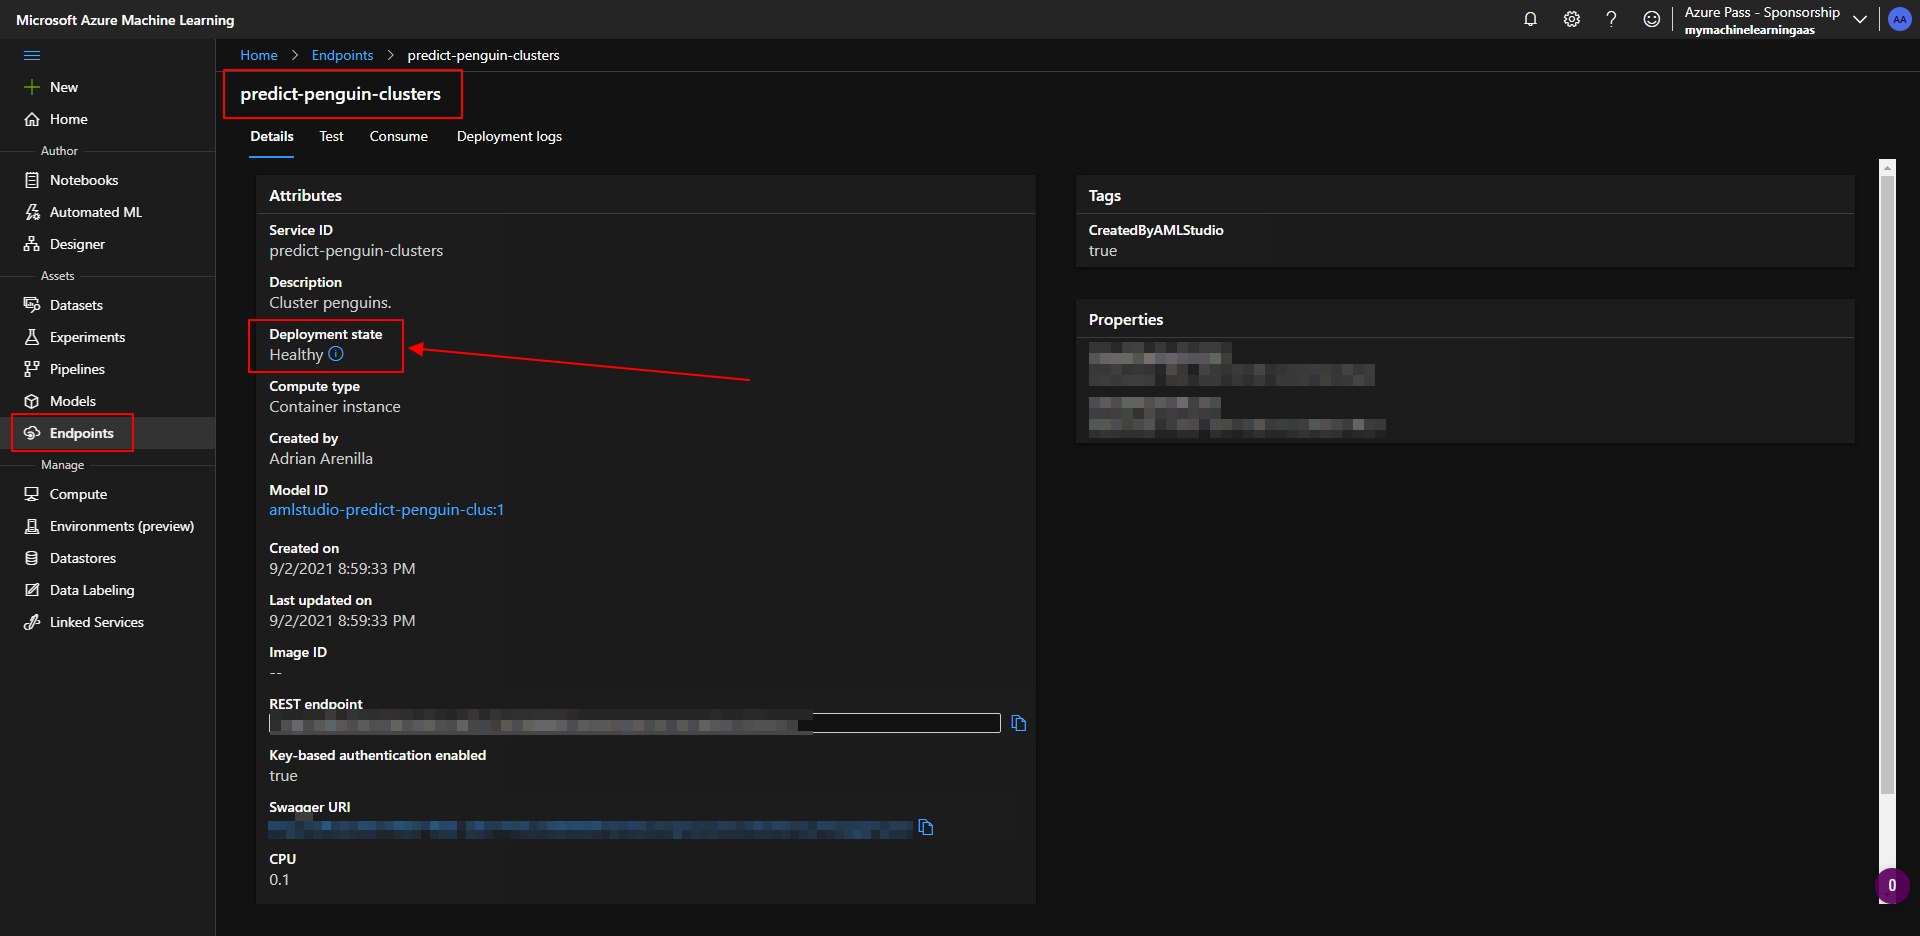 Microsoft Azure Machine Learning
Azure Pass - Sponsorship
mymachinelearningaas
AA
New
Home
Author
Notebooks
Automated ML
Designer
Assets
Datasets
Experiments
Pipelines
Models
Endpoints
Manage
Compute
Environments (preview)
Datastores
Data Labeling
Linked Services
Home > Endpoints > predict-penguin-clusters
predict-penguin-clusters
Details Test Consume Deployment logs
Attributes
Service ID
predict-penguin-clusters
Description
Cluster penguins.
Deployment state
Healthy
Compute type
Container instance
Created by
Adrian Arenilla
Model ID
amlstudio-predict-penguin-clus:1
Created on
9/2/2021 8:59:33 PM
Last updated on
9/2/2021 8:59:33 PM
Image ID
--
REST endpoint
Key-based authentication enabled
true
Swagger URI
CPU
0.1
Tags
CreatedByAMLStudio
true
Properties
0